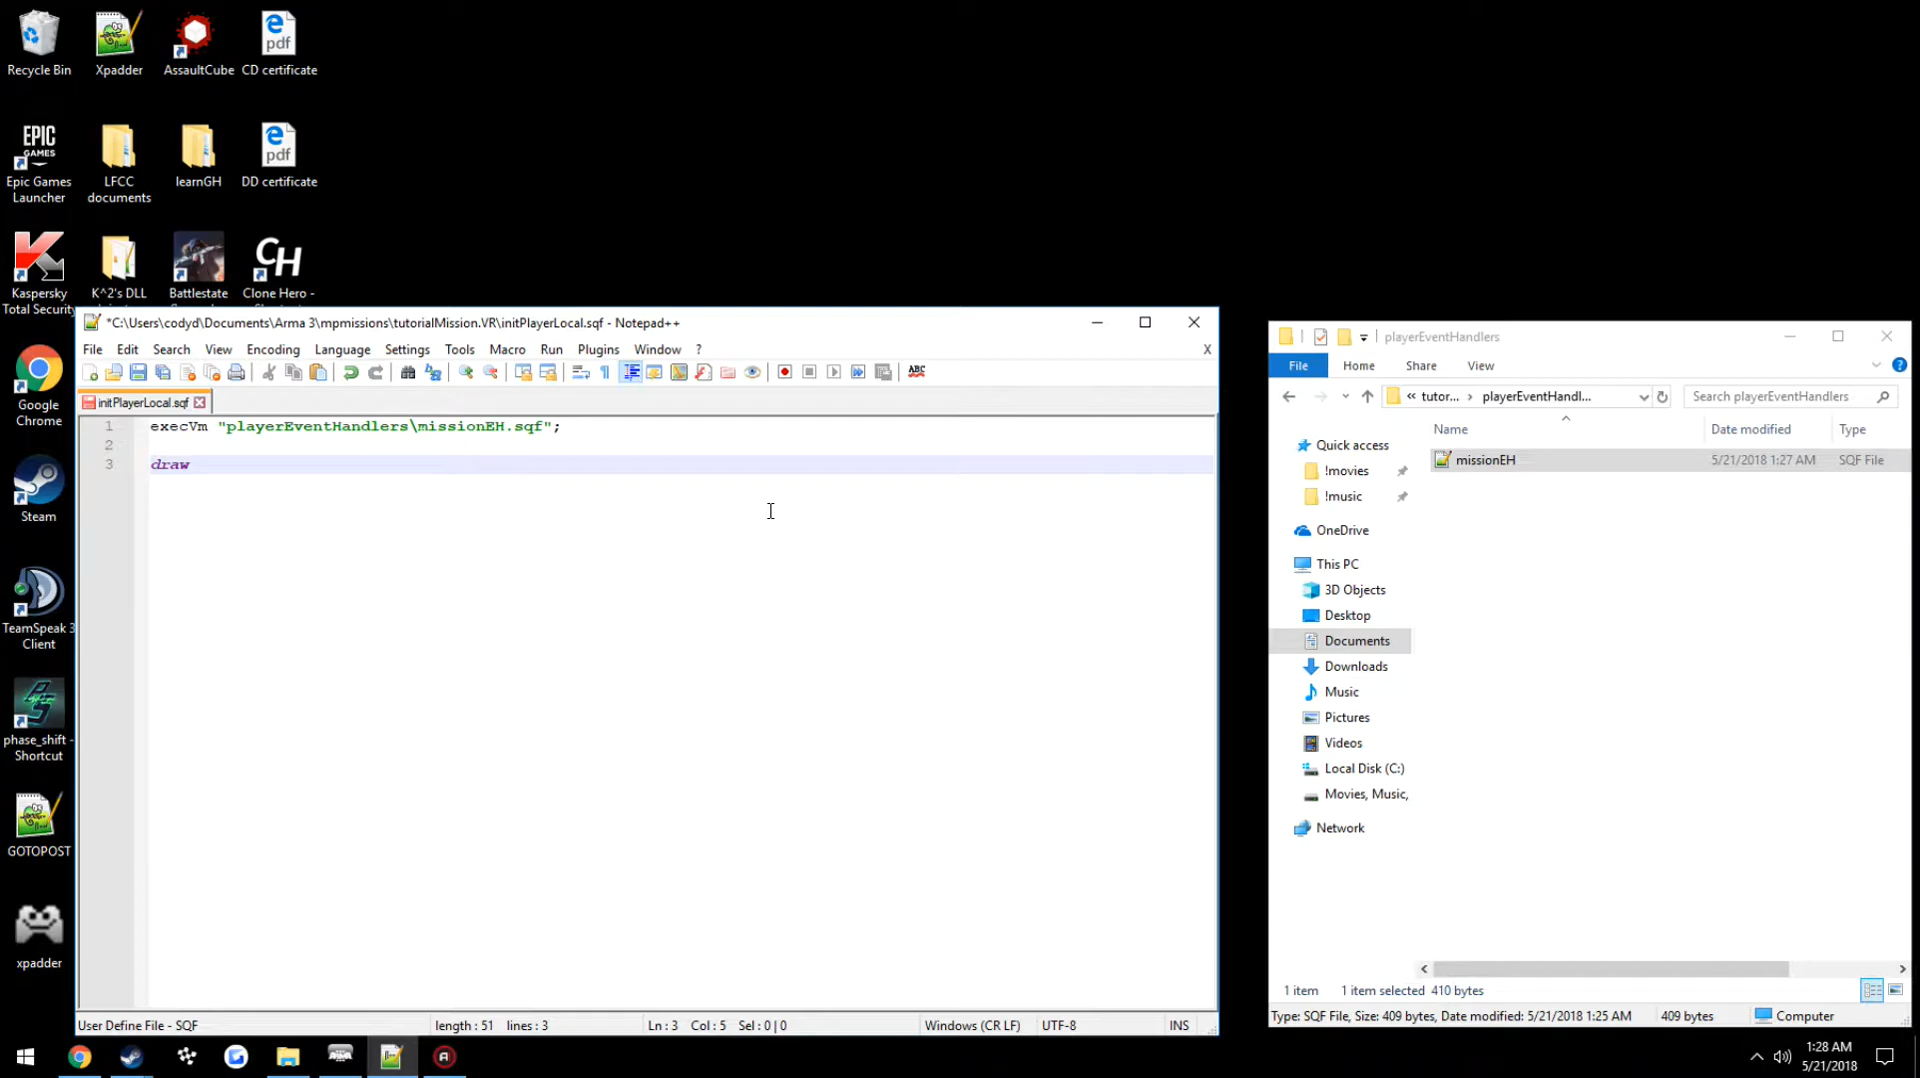 Recycle Bin
Xpadder
AssaultCube
CD certificate
Epic Games Launcher
LFCC documents
learnGH
DD certificate
Kaspersky Total Security
K^2's DLL
Battlestate
Clone Hero -
Google Chrome
Steam
TeamSpeak 3 Client
phase_shift - Shortcut
GOTOPOST
xpadder
*C:\Users\codyd\Documents\Arma 3\mpmissions\tutorialMission.VR\initPlayerLocal.sqf - Notepad++
File Edit Search View Encoding Language Settings Tools Macro Run Plugins Window ? X
initPlayerLocal.sqf
1 execVm "playerEventHandlers\missionEH.sqf";
2
3 draw
User Define File - SQF length : 51 lines : 3 Ln : 3 Col : 5 Sel : 0 | 0 Windows (CR LF) UTF-8 INS
playerEventHandlers
File Home Share View
« tutor... › playerEventHandl... Search playerEventHandlers
Name Date modified Type
missionEH 5/21/2018 1:27 AM SQF File
Quick access
!movies
!music
OneDrive
This PC
3D Objects
Desktop
Documents
Downloads
Music
Pictures
Videos
Local Disk (C:)
Movies, Music,
Network
1 item 1 item selected 410 bytes
Type: SQF File, Size: 409 bytes, Date modified: 5/21/2018 1:25 AM 409 bytes Computer
1:28 AM
5/21/2018